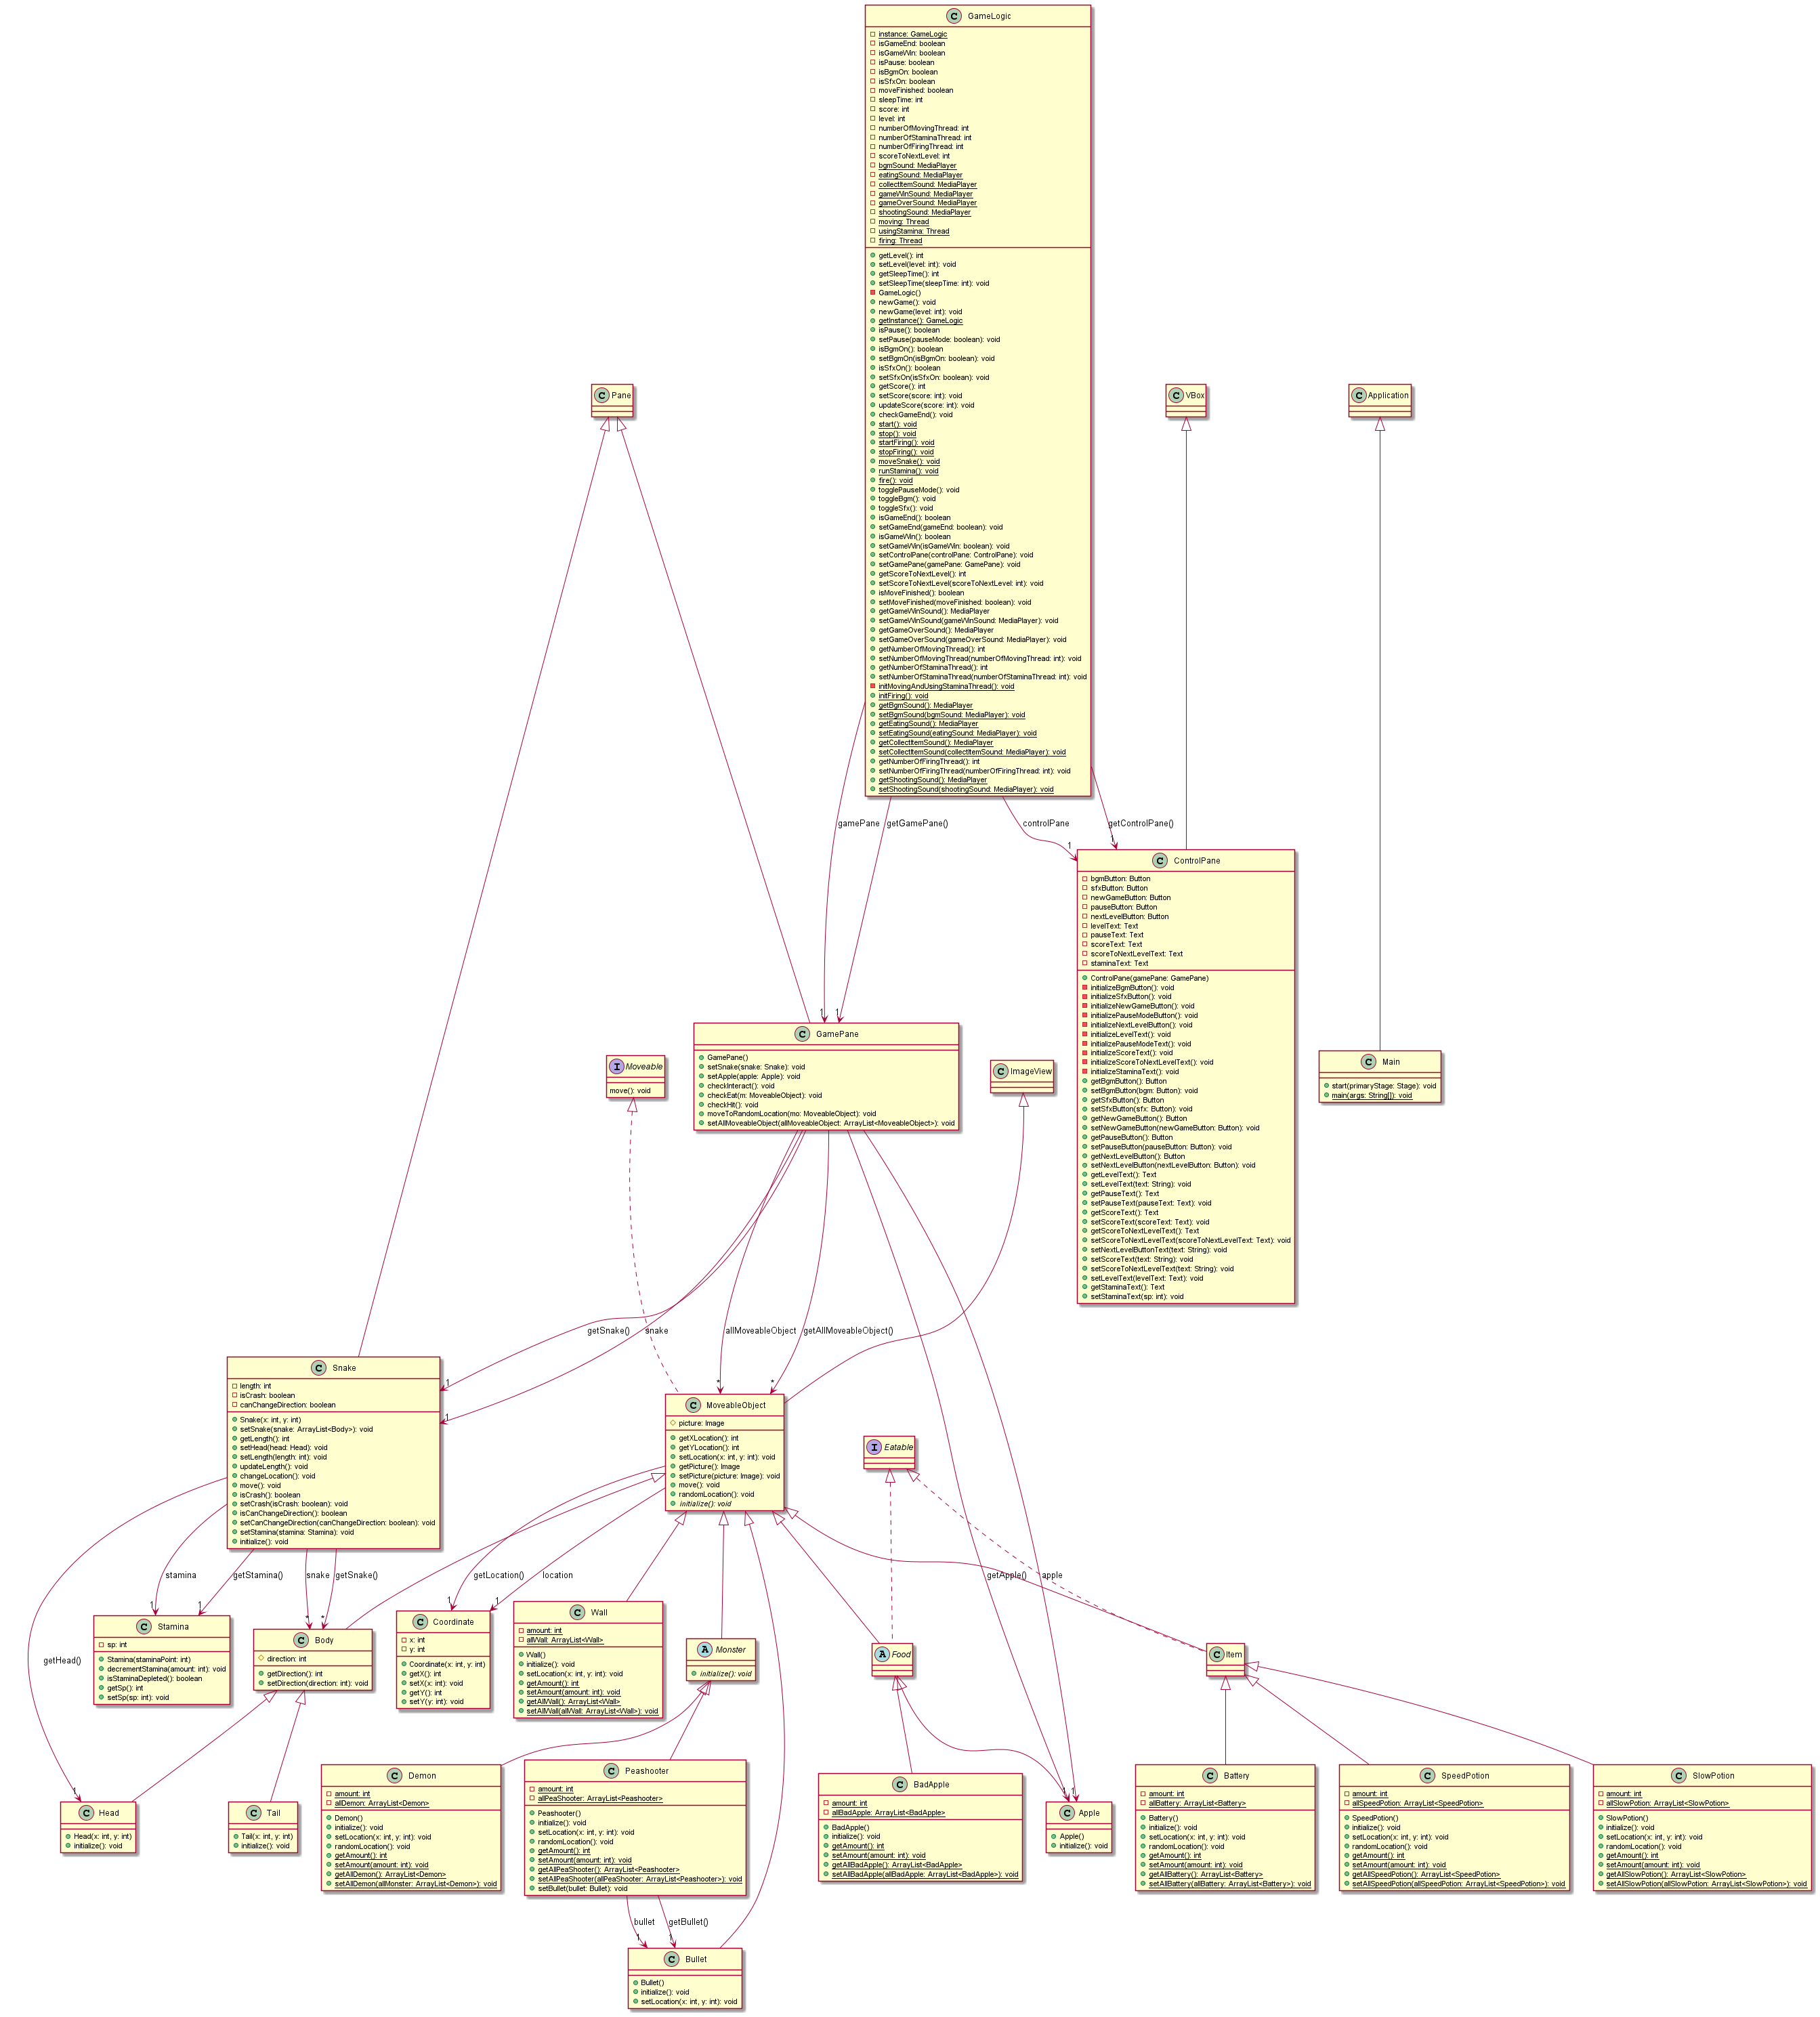 GameLogic
instance: GameLogic
isGameEnd: boolean
isGameWin: boolean
isPause: boolean
isBgmOn: boolean
isSfxOn: boolean
moveFinished: boolean
sleepTime: int
score: int
level: int
numberOfMovingThread: int
numberOfStaminaThread: int
numberOfFiringThread: int
scoreToNextLevel: int
bgmSound: MediaPlayer
eatingSound: MediaPlayer
collectItemSound: MediaPlayer
gameWinSound: MediaPlayer
gameOverSound: MediaPlayer
shootingSound: MediaPlayer
moving: Thread
usingStamina: Thread
firing: Thread
getLevel(): int
setLevel(level: int): void
getSleepTime(): int
setSleepTime(sleepTime: int): void
GameLogic()
newGame(): void
newGame(level: int): void
getInstance(): GameLogic
isPause(): boolean
setPause(pauseMode: boolean): void
isBgmOn(): boolean
setBgmOn(isBgmOn: boolean): void
isSfxOn(): boolean
setSfxOn(isSfxOn: boolean): void
getScore(): int
setScore(score: int): void
updateScore(score: int): void
checkGameEnd(): void
start(): void
stop(): void
startFiring(): void
stopFiring(): void
moveSnake(): void
runStamina(): void
fire(): void
togglePauseMode(): void
toggleBgm(): void
toggleSfx(): void
isGameEnd(): boolean
setGameEnd(gameEnd: boolean): void
isGameWin(): boolean
setGameWin(isGameWin: boolean): void
setControlPane(controlPane: ControlPane): void
setGamePane(gamePane: GamePane): void
getScoreToNextLevel(): int
setScoreToNextLevel(scoreToNextLevel: int): void
isMoveFinished(): boolean
setMoveFinished(moveFinished: boolean): void
getGameWinSound(): MediaPlayer
setGameWinSound(gameWinSound: MediaPlayer): void
getGameOverSound(): MediaPlayer
setGameOverSound(gameOverSound: MediaPlayer): void
getNumberOfMovingThread(): int
setNumberOfMovingThread(numberOfMovingThread: int): void
getNumberOfStaminaThread(): int
setNumberOfStaminaThread(numberOfStaminaThread: int): void
initMovingAndUsingStaminaThread(): void
initFiring(): void
getBgmSound(): MediaPlayer
setBgmSound(bgmSound: MediaPlayer): void
getEatingSound(): MediaPlayer
setEatingSound(eatingSound: MediaPlayer): void
getCollectItemSound(): MediaPlayer
setCollectItemSound(collectItemSound: MediaPlayer): void
getNumberOfFiringThread(): int
setNumberOfFiringThread(numberOfFiringThread: int): void
getShootingSound(): MediaPlayer
setShootingSound(shootingSound: MediaPlayer): void
Pane
VBox
Application
gamePane
getGamePane()
controlPane
getControlPane()
1
1
1
1
ControlPane
bgmButton: Button
sfxButton: Button
newGameButton: Button
pauseButton: Button
nextLevelButton: Button
levelText: Text
pauseText: Text
scoreText: Text
scoreToNextLevelText: Text
staminaText: Text
ControlPane(gamePane: GamePane)
initializeBgmButton(): void
initializeSfxButton(): void
initializeNewGameButton(): void
initializePauseModeButton(): void
initializeNextLevelButton(): void
initializeLevelText(): void
initializePauseModeText(): void
initializeScoreText(): void
initializeScoreToNextLevelText(): void
initializeStaminaText(): void
getBgmButton(): Button
setBgmButton(bgm: Button): void
getSfxButton(): Button
setSfxButton(sfx: Button): void
getNewGameButton(): Button
setNewGameButton(newGameButton: Button): void
getPauseButton(): Button
setPauseButton(pauseButton: Button): void
getNextLevelButton(): Button
setNextLevelButton(nextLevelButton: Button): void
getLevelText(): Text
setLevelText(text: String): void
getPauseText(): Text
setPauseText(pauseText: Text): void
getScoreText(): Text
setScoreText(scoreText: Text): void
getScoreToNextLevelText(): Text
setScoreToNextLevelText(scoreToNextLevelText: Text): void
setNextLevelButtonText(text: String): void
setScoreText(text: String): void
setScoreToNextLevelText(text: String): void
setLevelText(levelText: Text): void
getStaminaText(): Text
setStaminaText(sp: int): void
GamePane
GamePane()
setSnake(snake: Snake): void
setApple(apple: Apple): void
checkInteract(): void
checkEat(m: MoveableObject): void
checkHit(): void
moveToRandomLocation(mo: MoveableObject): void
setAllMoveableObject(allMoveableObject: ArrayList<MoveableObject>): void
Moveable
move(): void
ImageView
Main
start(primaryStage: Stage): void
main(args: String[]): void
getSnake()
snake
allMoveableObject
getAllMoveableObject()
1
1
*
*
Snake
length: int
isCrash: boolean
canChangeDirection: boolean
Snake(x: int, y: int)
setSnake(snake: ArrayList<Body>): void
getLength(): int
setHead(head: Head): void
setLength(length: int): void
updateLength(): void
changeLocation(): void
move(): void
isCrash(): boolean
setCrash(isCrash: boolean): void
isCanChangeDirection(): boolean
setCanChangeDirection(canChangeDirection: boolean): void
setStamina(stamina: Stamina): void
initialize(): void
MoveableObject
picture: Image
getXLocation(): int
getYLocation(): int
setLocation(x: int, y: int): void
getPicture(): Image
setPicture(picture: Image): void
move(): void
randomLocation(): void
initialize(): void
Eatable
getHead()
stamina
getStamina()
snake
getSnake()
getLocation()
location
getApple()
apple
1
1
*
*
1
1
Stamina
sp: int
Stamina(staminaPoint: int)
decrementStamina(amount: int): void
isStaminaDepleted(): boolean
getSp(): int
setSp(sp: int): void
Body
direction: int
getDirection(): int
setDirection(direction: int): void
Coordinate
x: int
y: int
Coordinate(x: int, y: int)
getX(): int
setX(x: int): void
getY(): int
setY(y: int): void
Wall
amount: int
allWall: ArrayList<Wall>
Wall()
initialize(): void
setLocation(x: int, y: int): void
getAmount(): int
setAmount(amount: int): void
getAllWall(): ArrayList<Wall>
setAllWall(allWall: ArrayList<Wall>): void
Monster
initialize(): void
Food
Item
1
1
1
Head
Head(x: int, y: int)
initialize(): void
Tail
Tail(x: int, y: int)
initialize(): void
Demon
amount: int
allDemon: ArrayList<Demon>
Demon()
initialize(): void
setLocation(x: int, y: int): void
randomLocation(): void
getAmount(): int
setAmount(amount: int): void
getAllDemon(): ArrayList<Demon>
setAllDemon(allMonster: ArrayList<Demon>): void
Peashooter
amount: int
allPeaShooter: ArrayList<Peashooter>
Peashooter()
initialize(): void
setLocation(x: int, y: int): void
randomLocation(): void
getAmount(): int
setAmount(amount: int): void
getAllPeaShooter(): ArrayList<Peashooter>
setAllPeaShooter(allPeaShooter: ArrayList<Peashooter>): void
setBullet(bullet: Bullet): void
BadApple
amount: int
allBadApple: ArrayList<BadApple>
BadApple()
initialize(): void
getAmount(): int
setAmount(amount: int): void
getAllBadApple(): ArrayList<BadApple>
setAllBadApple(allBadApple: ArrayList<BadApple>): void
Apple
Apple()
initialize(): void
Battery
amount: int
allBattery: ArrayList<Battery>
Battery()
initialize(): void
setLocation(x: int, y: int): void
randomLocation(): void
getAmount(): int
setAmount(amount: int): void
getAllBattery(): ArrayList<Battery>
setAllBattery(allBattery: ArrayList<Battery>): void
SpeedPotion
amount: int
allSpeedPotion: ArrayList<SpeedPotion>
SpeedPotion()
initialize(): void
setLocation(x: int, y: int): void
randomLocation(): void
getAmount(): int
setAmount(amount: int): void
getAllSpeedPotion(): ArrayList<SpeedPotion>
setAllSpeedPotion(allSpeedPotion: ArrayList<SpeedPotion>): void
SlowPotion
amount: int
allSlowPotion: ArrayList<SlowPotion>
SlowPotion()
initialize(): void
setLocation(x: int, y: int): void
randomLocation(): void
getAmount(): int
setAmount(amount: int): void
getAllSlowPotion(): ArrayList<SlowPotion>
setAllSlowPotion(allSlowPotion: ArrayList<SlowPotion>): void
bullet
getBullet()
1
1
Bullet
Bullet()
initialize(): void
setLocation(x: int, y: int): void